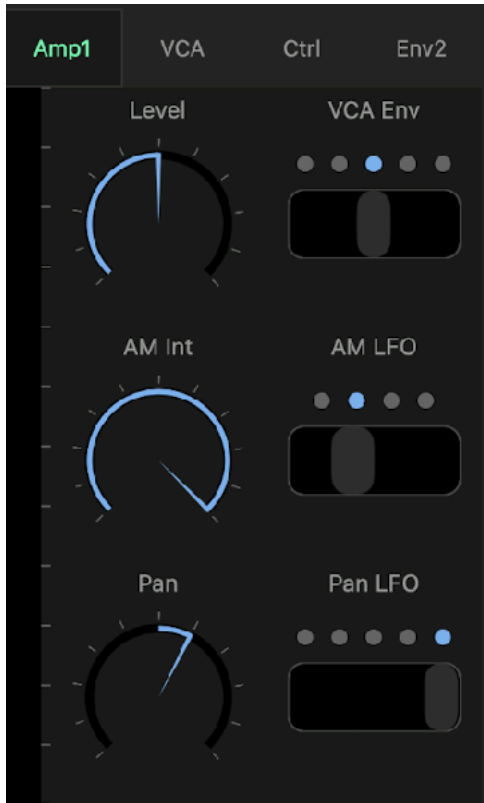 Amp1 VCA Ctrl Env2
Level VCA Env
AM Int AM LFO
Pan Pan LFO